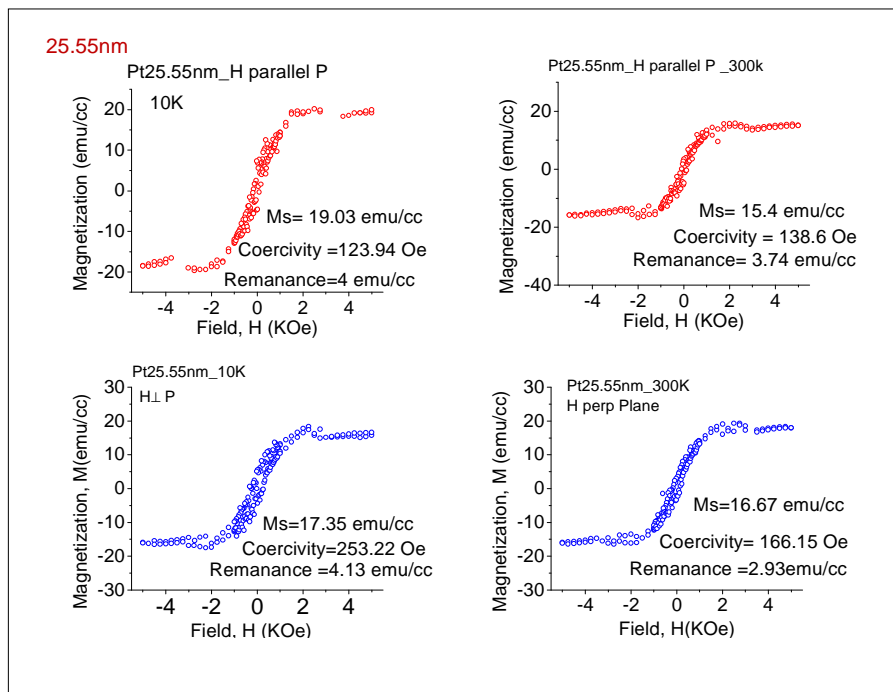 25.55nm
Pt25.55nm_H parallel P
10K
20
10
0
-10
-20
Magnetization (emu/cc)
Ms= 19.03 emu/cc
Coercivity =123.94 Oe
Remanance=4 emu/cc
-4 -2 0 2 4
Field, H (KOe)
Pt25.55nm_H parallel P _300k
20
0
-20
-40
Magnetization (emu/cc)
Ms= 15.4 emu/cc
Coercivity = 138.6 Oe
Remanance= 3.74 emu/cc
-4 -2 0 2 4
Field, H (KOe)
Pt25.55nm_10K
H⊥ P
30
20
10
0
-10
-20
-30
Magnetization, M(emu/cc)
Ms=17.35 emu/cc
Coercivity=253.22 Oe
Remanance =4.13 emu/cc
-4 -2 0 2 4
Field, H (KOe)
Pt25.55nm_300K
H perp Plane
30
20
10
0
-10
-20
-30
Magnetization, M (emu/cc)
Ms=16.67 emu/cc
Coercivity= 166.15 Oe
Remanance =2.93emu/cc
-4 -2 0 2 4
Field, H(KOe)